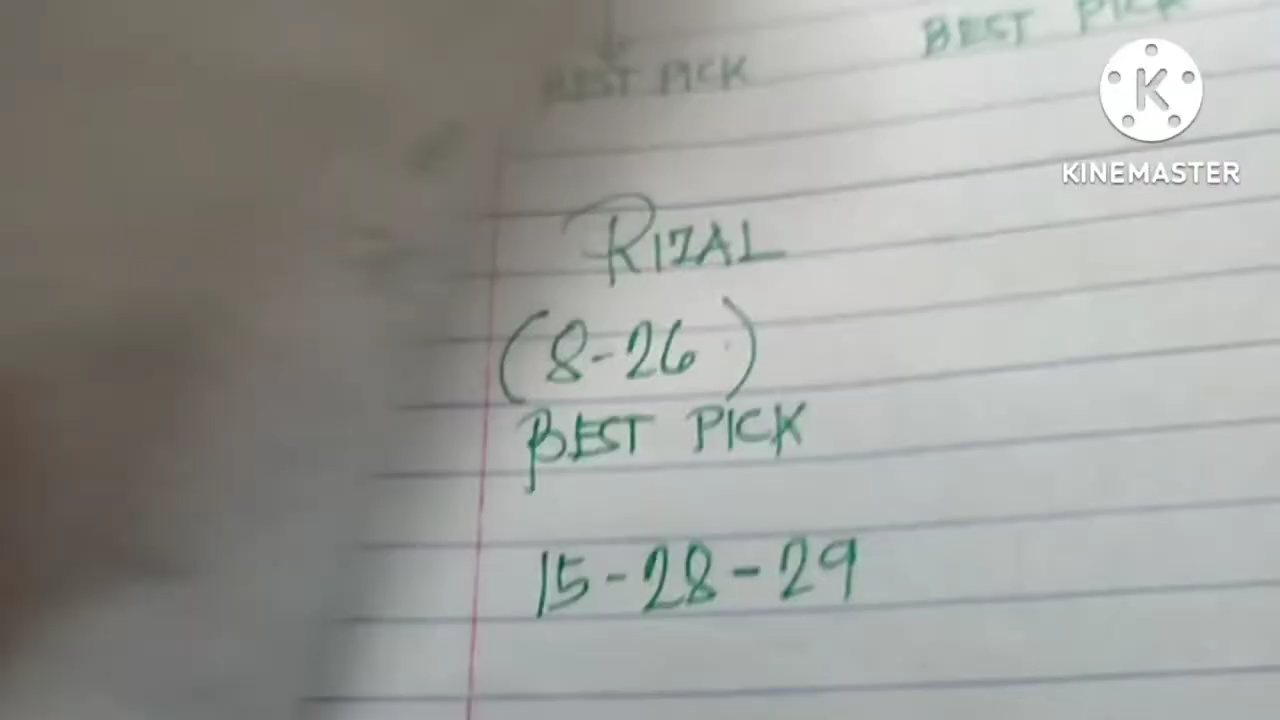 BEST PICK
BEST PICK
K
KINEMASTER
RIZAL
(8-26)
BEST PICK
15-28-29